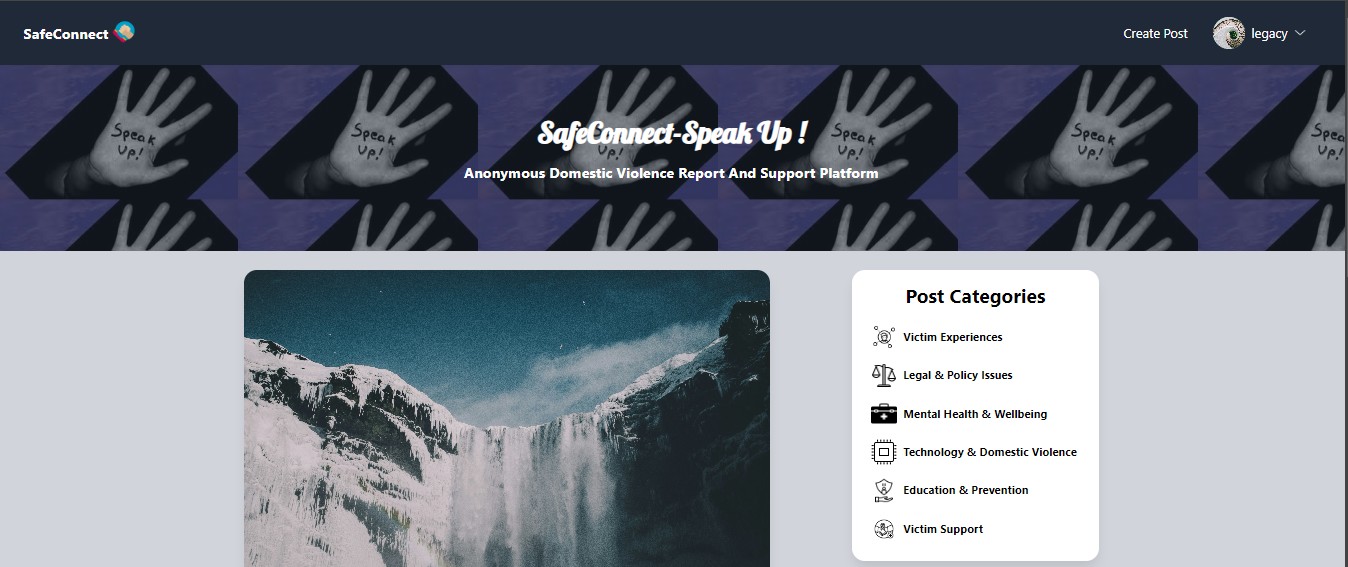 SafeConnect
Create Post
legacy
Speak Up!
Speak Up!
Speak Up!
Speak Up!
Speak Up!
SafeConnect-Speak Up !
Anonymous Domestic Violence Report And Support Platform
Post Categories
Victim Experiences
Legal & Policy Issues
Mental Health & Wellbeing
Technology & Domestic Violence
Education & Prevention
Victim Support